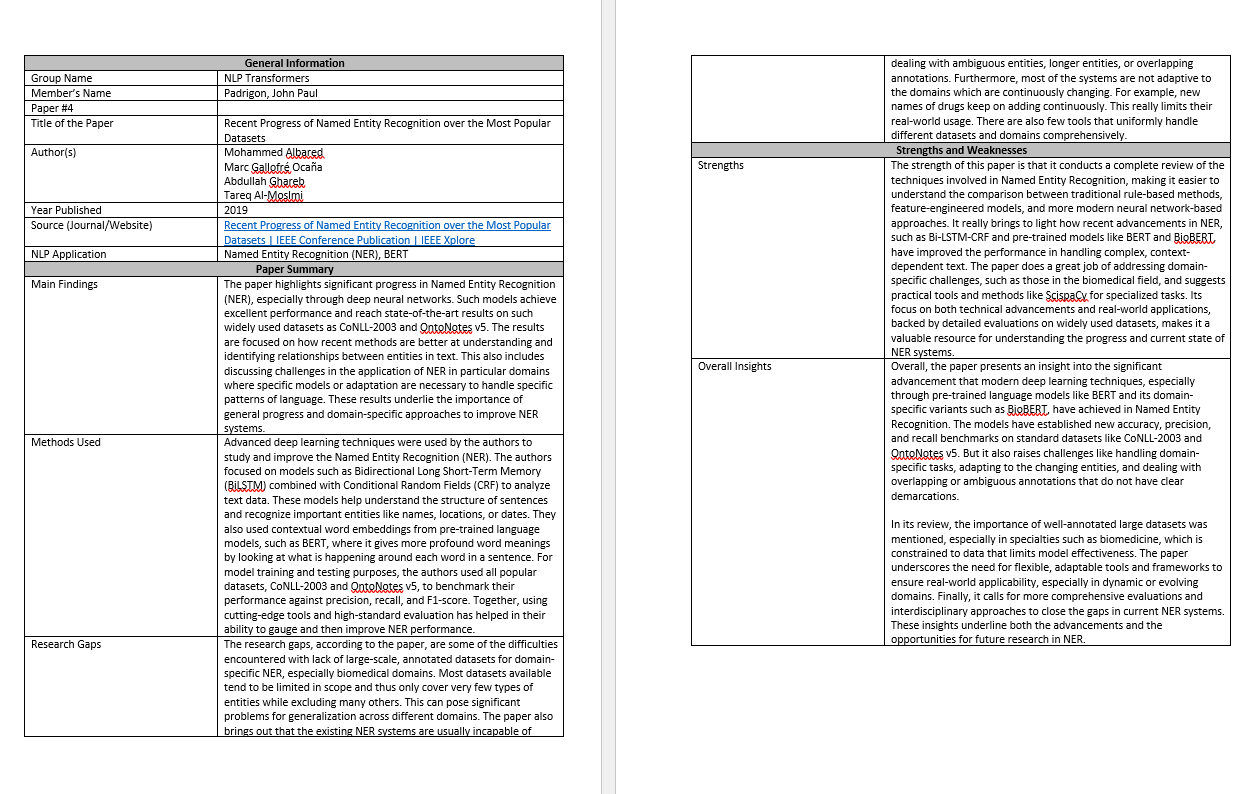 General Information
Group Name NLP Transformers
Member's Name Padrigon, John Paul
Paper #4
Title of the Paper Recent Progress of Named Entity Recognition over the Most Popular
Datasets
Author(s) Mohammed Albared
Marc Gallofré Ocaña
Abdullah Ghareb
Tareq Al-Moslmi
Year Published 2019
Source (Journal/Website) Recent Progress of Named Entity Recognition over the Most Popular
Datasets | IEEE Conference Publication | IEEE Xplore
NLP Application Named Entity Recognition (NER), BERT
Paper Summary
Main Findings The paper highlights significant progress in Named Entity Recognition
(NER), especially through deep neural networks. Such models achieve
excellent performance and reach state-of-the-art results on such
widely used datasets as CoNLL-2003 and OntoNotes v5. The results
are focused on how recent methods are better at understanding and
identifying relationships between entities in text. This also includes
discussing challenges in the application of NER in particular domains
where specific models or adaptation are necessary to handle specific
patterns of language. These results underlie the importance of
general progress and domain-specific approaches to improve NER
systems.
Methods Used Advanced deep learning techniques were used by the authors to
study and improve the Named Entity Recognition (NER). The authors
focused on models such as Bidirectional Long Short-Term Memory
(BiLSTM) combined with Conditional Random Fields (CRF) to analyze
text data. These models help understand the structure of sentences
and recognize important entities like names, locations, or dates. They
also used contextual word embeddings from pre-trained language
models, such as BERT, where it gives more profound word meanings
by looking at what is happening around each word in a sentence. For
model training and testing purposes, the authors used all popular
datasets, CoNLL-2003 and OntoNotes v5, to benchmark their
performance against precision, recall, and F1-score. Together, using
cutting-edge tools and high-standard evaluation has helped in their
ability to gauge and then improve NER performance.
Research Gaps The research gaps, according to the paper, are some of the difficulties
encountered with lack of large-scale, annotated datasets for domain-
specific NER, especially biomedical domains. Most datasets available
tend to be limited in scope and thus only cover very few types of
entities while excluding many others. This can pose significant
problems for generalization across different domains. The paper also
brings out that the existing NER systems are usually incapable of
dealing with ambiguous entities, longer entities, or overlapping
annotations. Furthermore, most of the systems are not adaptive to
the domains which are continuously changing. For example, new
names of drugs keep on adding continuously. This really limits their
real-world usage. There are also few tools that uniformly handle
different datasets and domains comprehensively.
Strengths and Weaknesses
Strengths The strength of this paper is that it conducts a complete review of the
techniques involved in Named Entity Recognition, making it easier to
understand the comparison between traditional rule-based methods,
feature-engineered models, and more modern neural network-based
approaches. It really brings to light how recent advancements in NER,
such as Bi-LSTM-CRF and pre-trained models like BERT and BioBERT,
have improved the performance in handling complex, context-
dependent text. The paper does a great job of addressing domain-
specific challenges, such as those in the biomedical field, and suggests
practical tools and methods like ScispaCy for specialized tasks. Its
focus on both technical advancements and real-world applications,
backed by detailed evaluations on widely used datasets, makes it a
valuable resource for understanding the progress and current state of
NER systems.
Overall Insights Overall, the paper presents an insight into the significant
advancement that modern deep learning techniques, especially
through pre-trained language models like BERT and its domain-
specific variants such as BioBERT, have achieved in Named Entity
Recognition. The models have established new accuracy, precision,
and recall benchmarks on standard datasets like CoNLL-2003 and
OntoNotes v5. But it also raises challenges like handling domain-
specific tasks, adapting to the changing entities, and dealing with
overlapping or ambiguous annotations that do not have clear
demarcations.
In its review, the importance of well-annotated large datasets was
mentioned, especially in specialties such as biomedicine, which is
constrained to data that limits model effectiveness. The paper
underscores the need for flexible, adaptable tools and frameworks to
ensure real-world applicability, especially in dynamic or evolving
domains. Finally, it calls for more comprehensive evaluations and
interdisciplinary approaches to close the gaps in current NER systems.
These insights underline both the advancements and the
opportunities for future research in NER.